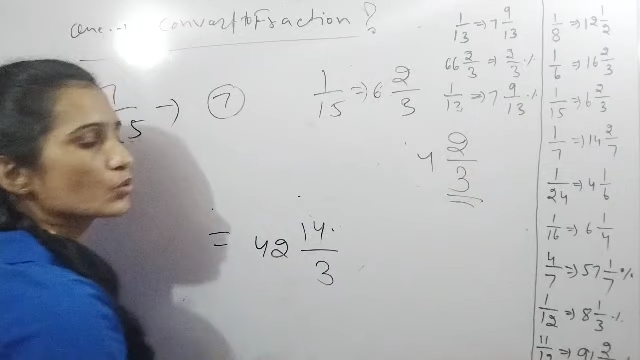 Convert to Fraction ?
7/15 → 7
1/15 ⇒ 6 2/3
4 2/3
= 42 14/3
1/13 ⇒ 7 9/13
66 2/3 ⇒ 2/3 %
1/13 ⇒ 7 9/13 %
1/8 ⇒ 12 1/2
1/6 ⇒ 16 2/3
1/15 ⇒ 6 2/3
1/7 ⇒ 14 2/7
1/24 ⇒ 4 1/6
1/16 ⇒ 6 1/4
4/7 ⇒ 57 1/7 %
1/12 ⇒ 8 1/3 %
11/12 ⇒ 91 2